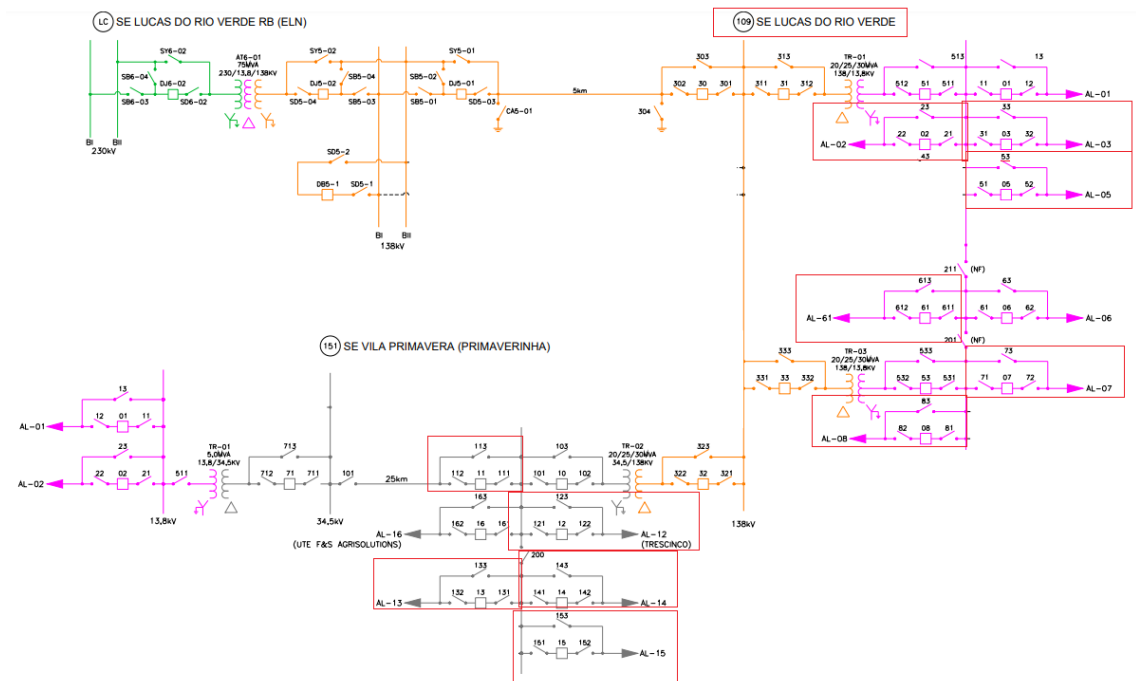 LC SE LUCAS DO RIO VERDE RB (ELN)
109 SE LUCAS DO RIO VERDE
SY6-02
AT6-01
75MVA
230/13,8/138KV
SY5-02
SY5-01
SB6-04
DJ6-02
SB6-03
SD6-02
SB5-04
DJ5-02
SD5-04
SB5-03
SB5-02
DJ5-01
SB5-01
SD5-03
CA5-01
5km
303
302 30 301
304
313
311 31 312
TR-01
20/25/30MVA
138/13,8KV
513
512 51 511
13
11 01 12
AL-01
23
22 02 21
AL-02
33
31 03 32
AL-03
43
53
51 05 52
AL-05
BI
BII
230kV
SD5-2
DB5-1
SD5-1
BI
BII
138kV
211 (NF)
613
612 61 611
AL-61
63
61 06 62
AL-06
201 (NF)
151 SE VILA PRIMAVERA (PRIMAVERINHA)
333
331 33 332
TR-03
20/25/30MVA
138/13,8KV
533
532 53 531
73
71 07 72
AL-07
83
82 08 81
AL-08
13
12 01 11
AL-01
23
22 02 21
AL-02
511
TR-01
5,0MVA
13,8/34,5KV
713
712 71 711
101
25km
113
112 11 111
103
101 10 102
TR-02
20/25/30MVA
34,5/138KV
323
322 32 321
13,8kV
34,5kV
138kV
163
162 16 161
AL-16
(UTE F&S AGRISOLUTIONS)
123
121 12 122
AL-12
(TRESCINCO)
200
133
132 13 131
AL-13
143
141 14 142
AL-14
153
151 15 152
AL-15